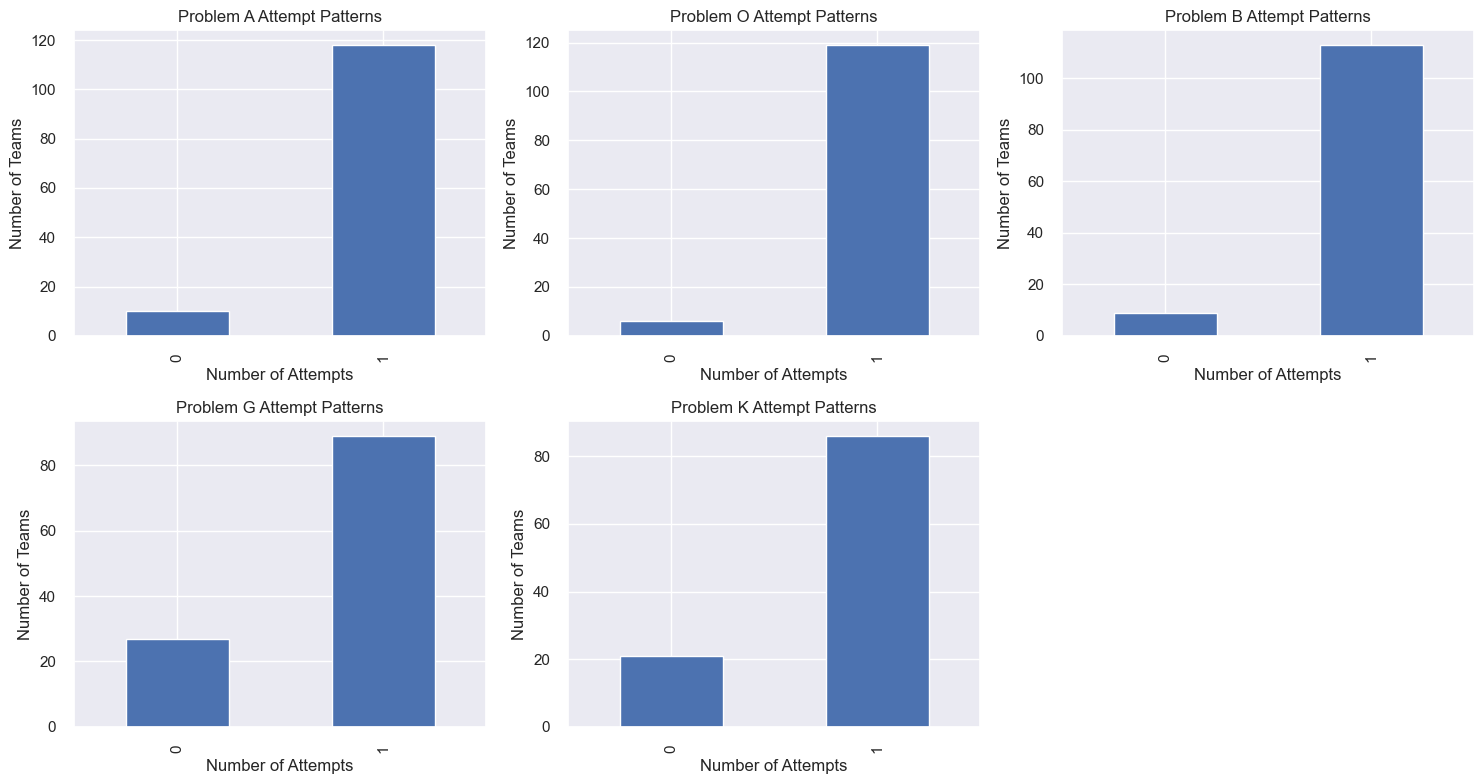 Problem A Attempt Patterns
Number of Teams
120
100
80
60
40
20
0
0
1
Number of Attempts
Problem O Attempt Patterns
Number of Teams
120
100
80
60
40
20
0
0
1
Number of Attempts
Problem B Attempt Patterns
Number of Teams
100
80
60
40
20
0
0
1
Number of Attempts
Problem G Attempt Patterns
Number of Teams
80
60
40
20
0
0
1
Number of Attempts
Problem K Attempt Patterns
Number of Teams
80
60
40
20
0
0
1
Number of Attempts